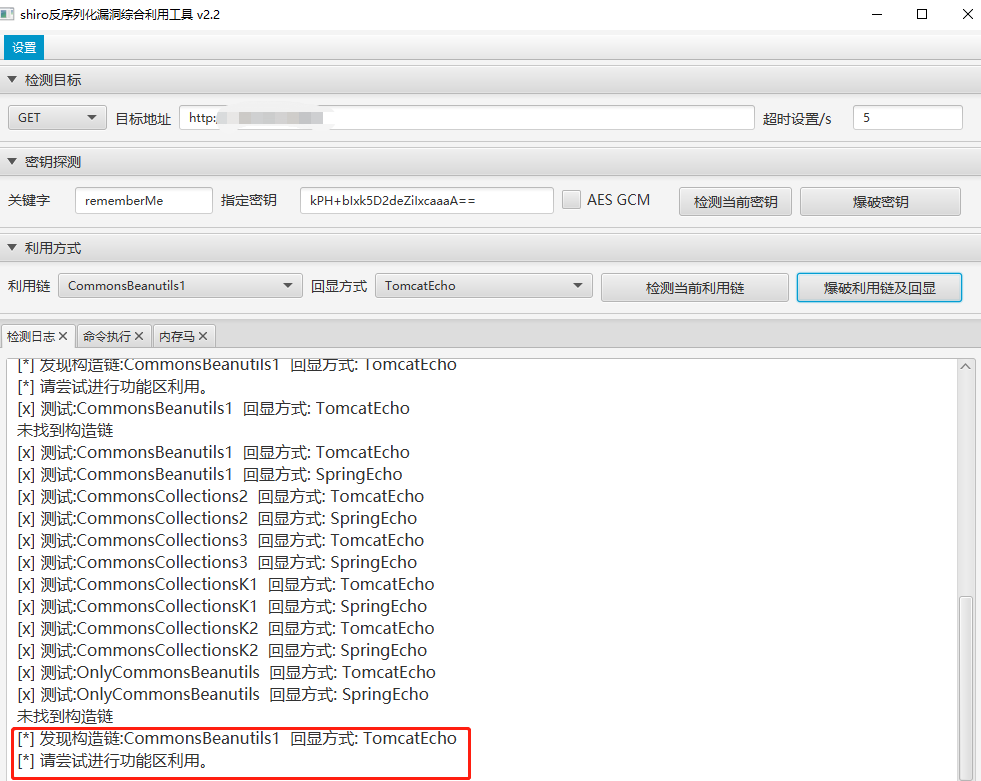 shiro反序列化漏洞综合利用工具 v2.2
设置
检测目标
GET 目标地址 http: 超时设置/s 5
密钥探测
关键字 rememberMe 指定密钥 kPH+bIxk5D2deZiIxcaaaA== AES GCM 检测当前密钥 爆破密钥
利用方式
利用链 CommonsBeanutils1 回显方式 TomcatEcho 检测当前利用链 爆破利用链及回显
检测日志 命令执行 内存马
[*] 发现构造链:CommonsBeanutils1 回显方式: TomcatEcho
[*] 请尝试进行功能区利用。
[x] 测试:CommonsBeanutils1 回显方式: TomcatEcho
未找到构造链
[x] 测试:CommonsBeanutils1 回显方式: TomcatEcho
[x] 测试:CommonsBeanutils1 回显方式: SpringEcho
[x] 测试:CommonsCollections2 回显方式: TomcatEcho
[x] 测试:CommonsCollections2 回显方式: SpringEcho
[x] 测试:CommonsCollections3 回显方式: TomcatEcho
[x] 测试:CommonsCollections3 回显方式: SpringEcho
[x] 测试:CommonsCollectionsK1 回显方式: TomcatEcho
[x] 测试:CommonsCollectionsK1 回显方式: SpringEcho
[x] 测试:CommonsCollectionsK2 回显方式: TomcatEcho
[x] 测试:CommonsCollectionsK2 回显方式: SpringEcho
[x] 测试:OnlyCommonsBeanutils 回显方式: TomcatEcho
[x] 测试:OnlyCommonsBeanutils 回显方式: SpringEcho
未找到构造链
[*] 发现构造链:CommonsBeanutils1 回显方式: TomcatEcho
[*] 请尝试进行功能区利用。